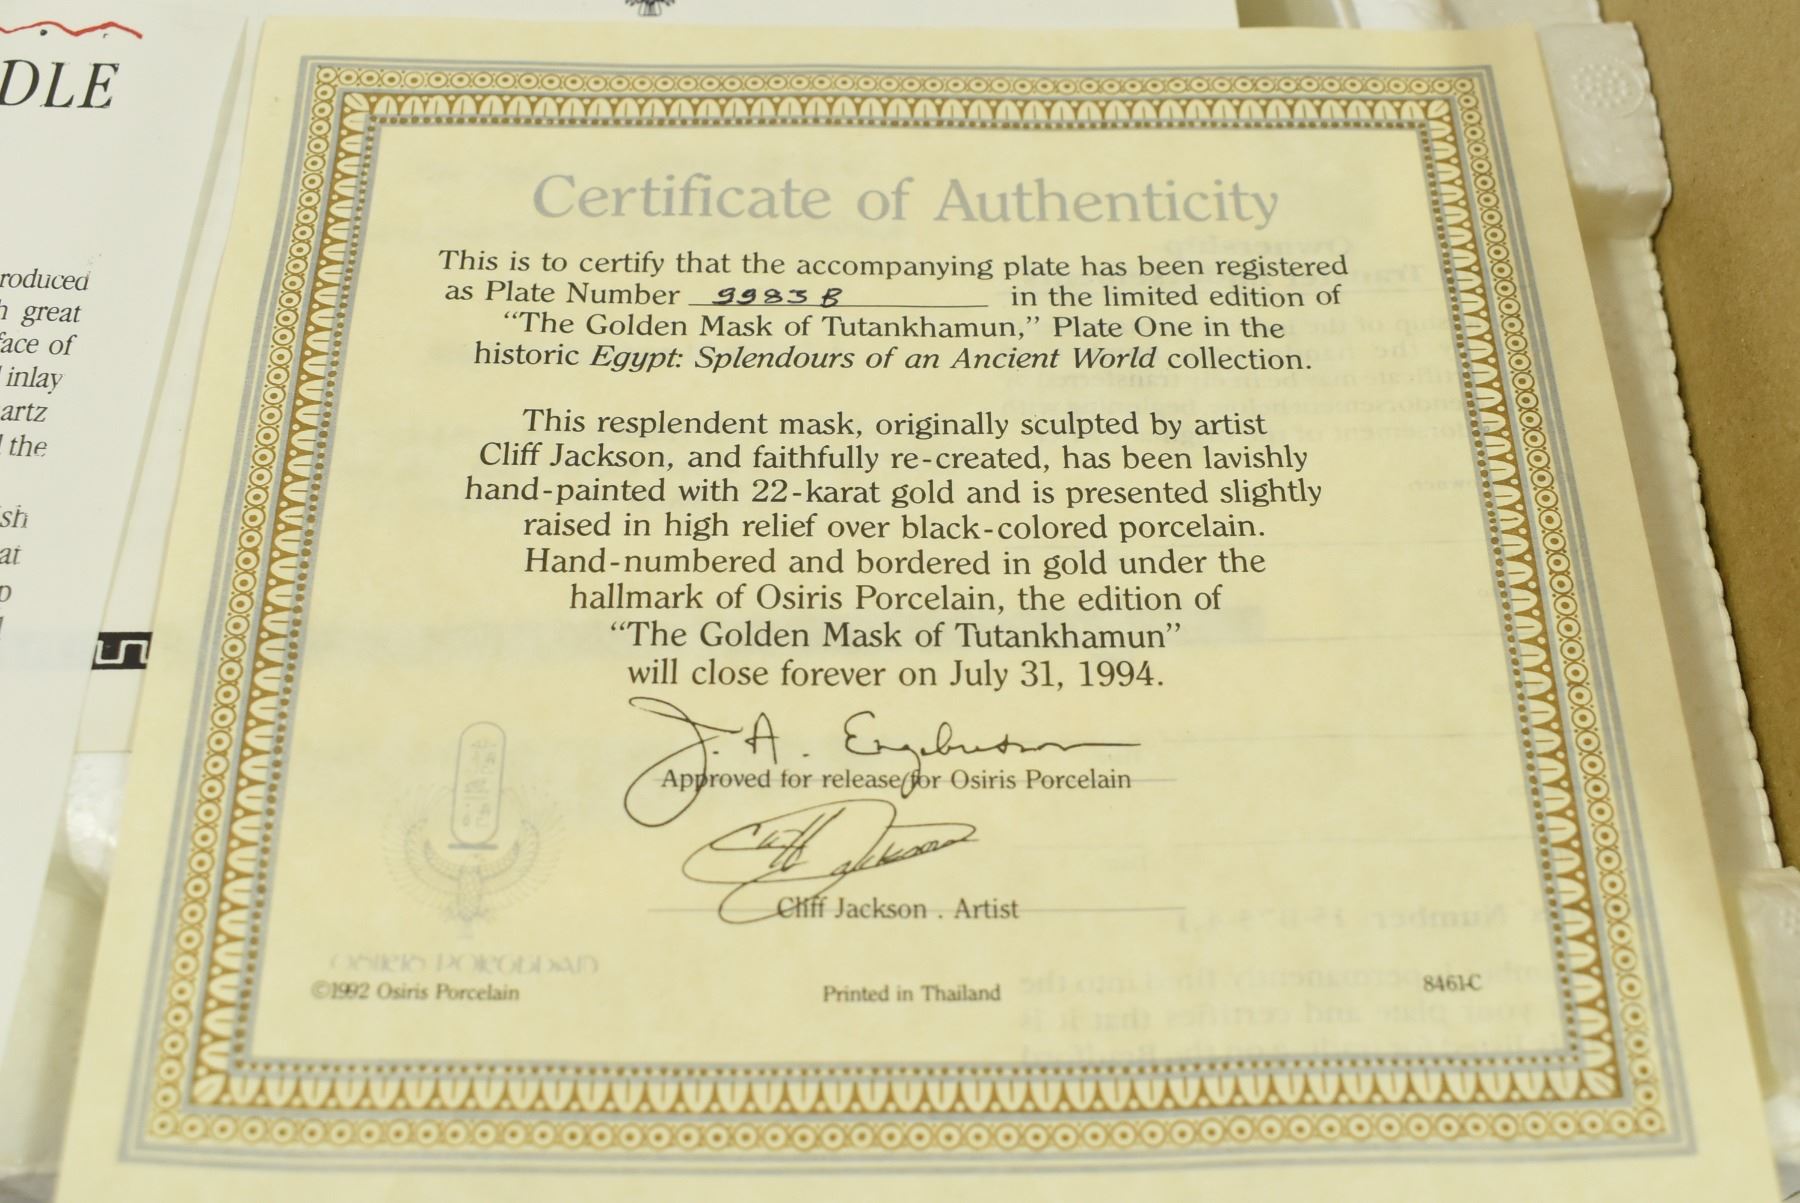 DLE
roduced
h great
face of
inlay
artz
the
sh
at
Certificate of Authenticity
This is to certify that the accompanying plate has been registered
as Plate Number 9983 B in the limited edition of
“The Golden Mask of Tutankhamun,” Plate One in the
historic Egypt: Splendours of an Ancient World collection.
This resplendent mask, originally sculpted by artist
Cliff Jackson, and faithfully re-created, has been lavishly
hand-painted with 22-karat gold and is presented slightly
raised in high relief over black-colored porcelain.
Hand-numbered and bordered in gold under the
hallmark of Osiris Porcelain, the edition of
“The Golden Mask of Tutankhamun”
will close forever on July 31, 1994.
J. A.
Approved for release for Osiris Porcelain
Cliff Jackson
Cliff Jackson . Artist
OSIRIS PORCELAIN
©1992 Osiris Porcelain
Printed in Thailand
8461-C